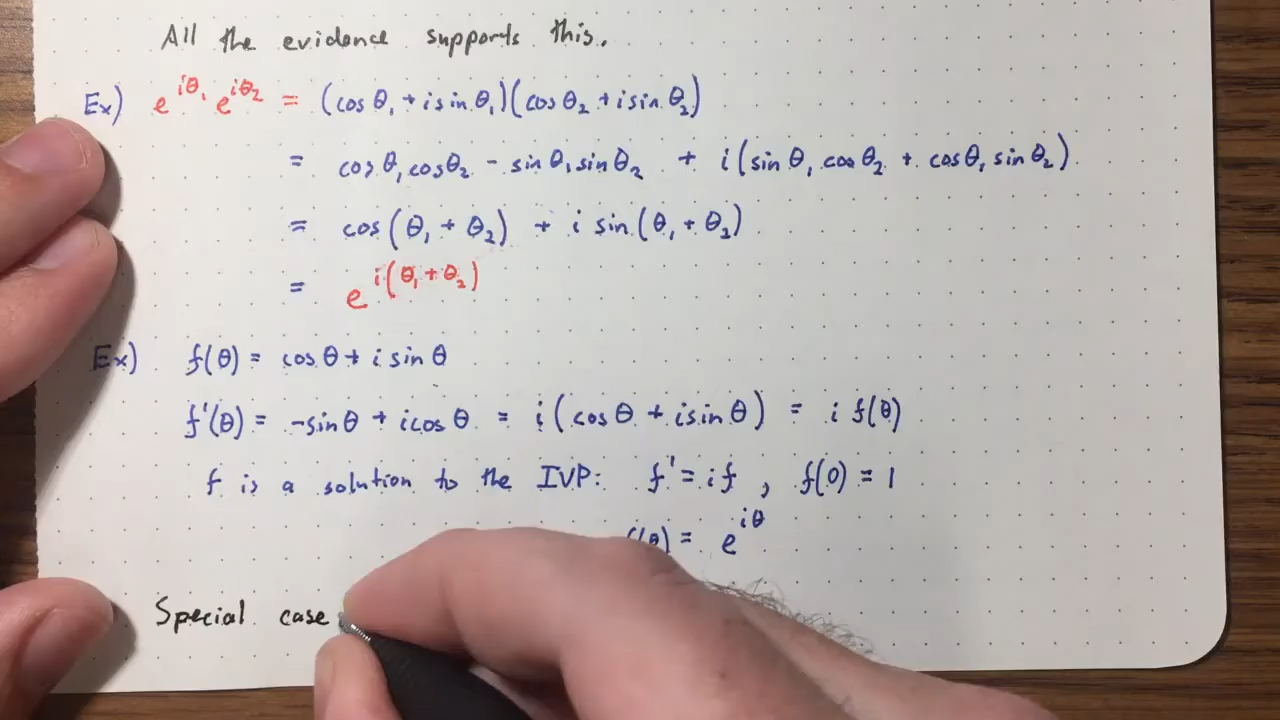 All the evidence supports this.
Ex) e^{iθ₁} e^{iθ₂} = (cos θ₁ + i sin θ₁)(cos θ₂ + i sin θ₂)
= cos θ₁ cos θ₂ - sin θ₁ sin θ₂ + i(sin θ₁ cos θ₂ + cos θ₁ sin θ₂)
= cos(θ₁ + θ₂) + i sin(θ₁ + θ₂)
= e^{i(θ₁ + θ₂)}
Ex) f(θ) = cos θ + i sin θ
f'(θ) = -sin θ + i cos θ = i(cos θ + i sin θ) = i f(θ)
f is a solution to the IVP: f' = if, f(0) = 1
f(θ) = e^{iθ}
Special case